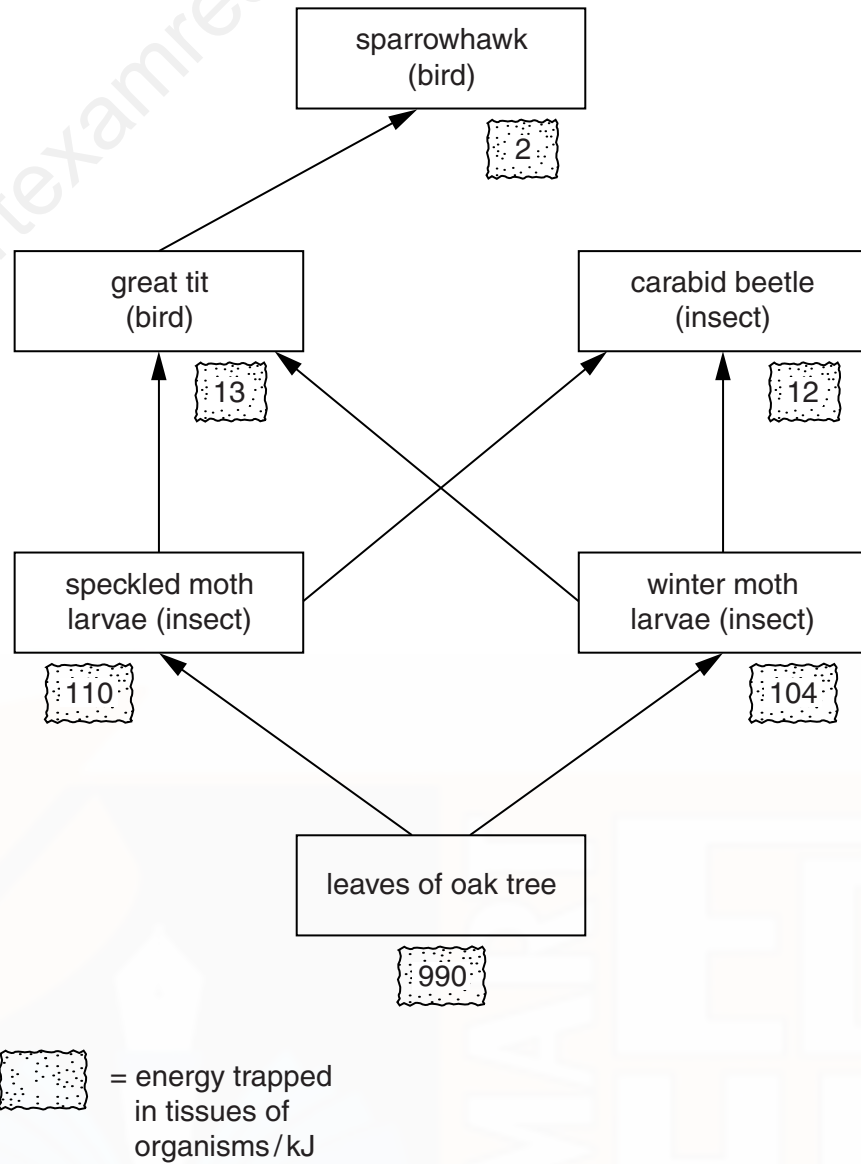 sparrowhawk
(bird)
2
great tit
(bird)
13
carabid beetle
(insect)
12
speckled moth
larvae (insect)
110
winter moth
larvae (insect)
104
leaves of oak tree
990
= energy trapped
in tissues of
organisms/kJ